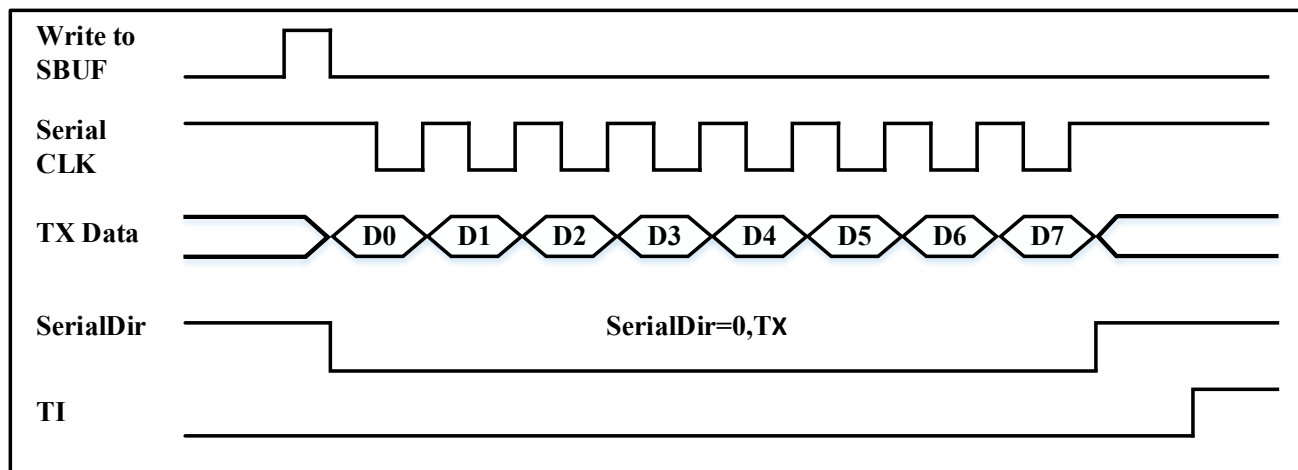 Write to
SBUF
Serial
CLK
TX Data
D0 D1 D2 D3 D4 D5 D6 D7
SerialDir
SerialDir=0,TX
TI